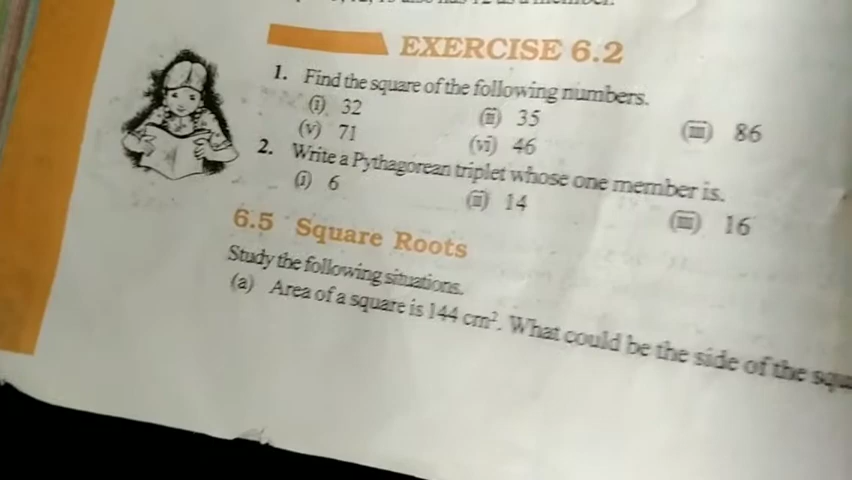 EXERCISE 6.2
1. Find the square of the following numbers.
(i) 32 (ii) 35 (iii) 86
(v) 71 (vi) 46
2. Write a Pythagorean triplet whose one member is.
(i) 6 (ii) 14 (iii) 16
6.5 Square Roots
Study the following situations.
(a) Area of a square is 144 cm². What could be the side of the